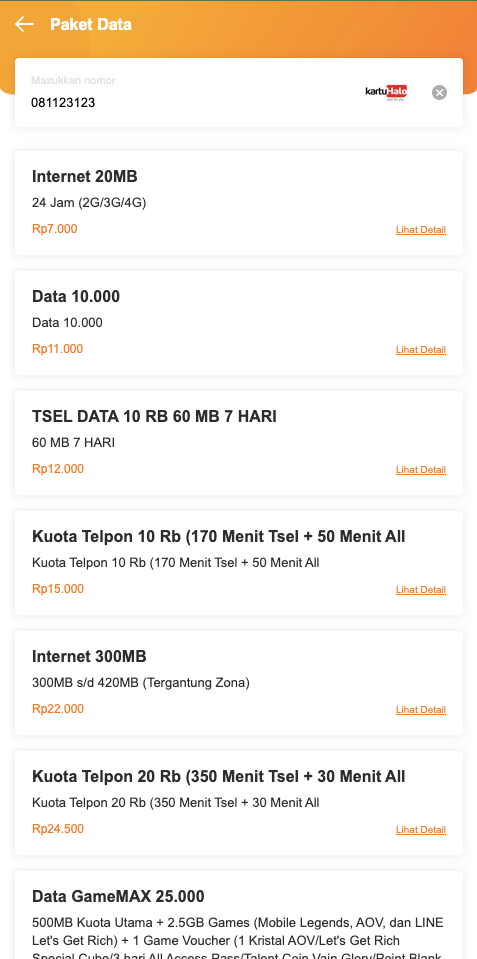 Paket Data
Masukkan nomor
081123123
kartuHalo
Internet 20MB
24 Jam (2G/3G/4G)
Rp7.000
Lihat Detail
Data 10.000
Data 10.000
Rp11.000
Lihat Detail
TSEL DATA 10 RB 60 MB 7 HARI
60 MB 7 HARI
Rp12.000
Lihat Detail
Kuota Telpon 10 Rb (170 Menit Tsel + 50 Menit All
Kuota Telpon 10 Rb (170 Menit Tsel + 50 Menit All
Rp15.000
Lihat Detail
Internet 300MB
300MB s/d 420MB (Tergantung Zona)
Rp22.000
Lihat Detail
Kuota Telpon 20 Rb (350 Menit Tsel + 30 Menit All
Kuota Telpon 20 Rb (350 Menit Tsel + 30 Menit All
Rp24.500
Lihat Detail
Data GameMAX 25.000
500MB Kuota Utama + 2.5GB Games (Mobile Legends, AOV, dan LINE
Let's Get Rich) + 1 Game Voucher (1 Kristal AOV/Let's Get Rich
Special Cube/3 hari All Access Pass/Talent Coin Vain Glory/Point Blank